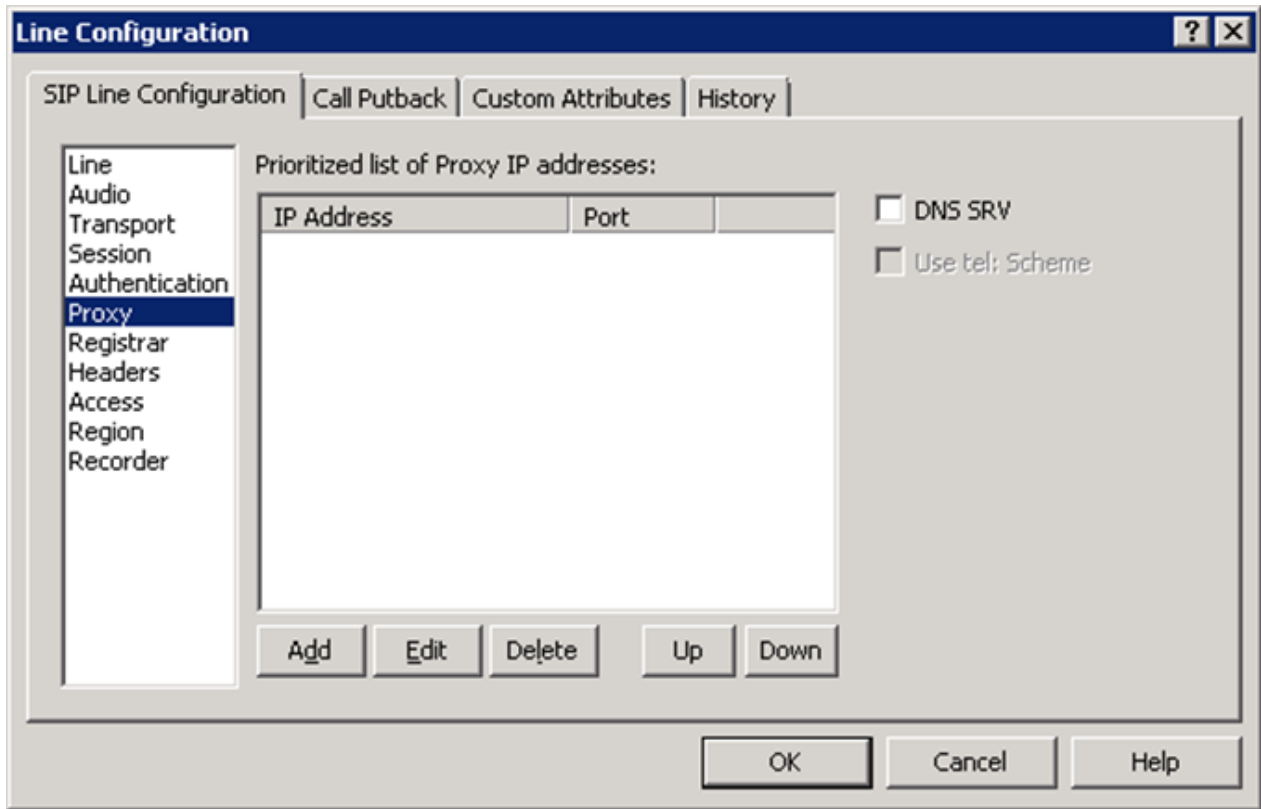 Line Configuration
SIP Line Configuration
Call Putback
Custom Attributes
History
Line
Audio
Transport
Session
Authentication
Proxy
Registrar
Headers
Access
Region
Recorder
Prioritized list of Proxy IP addresses:
IP Address Port
DNS SRV
Use tel: Scheme
Add
Edit
Delete
Up
Down
OK
Cancel
Help